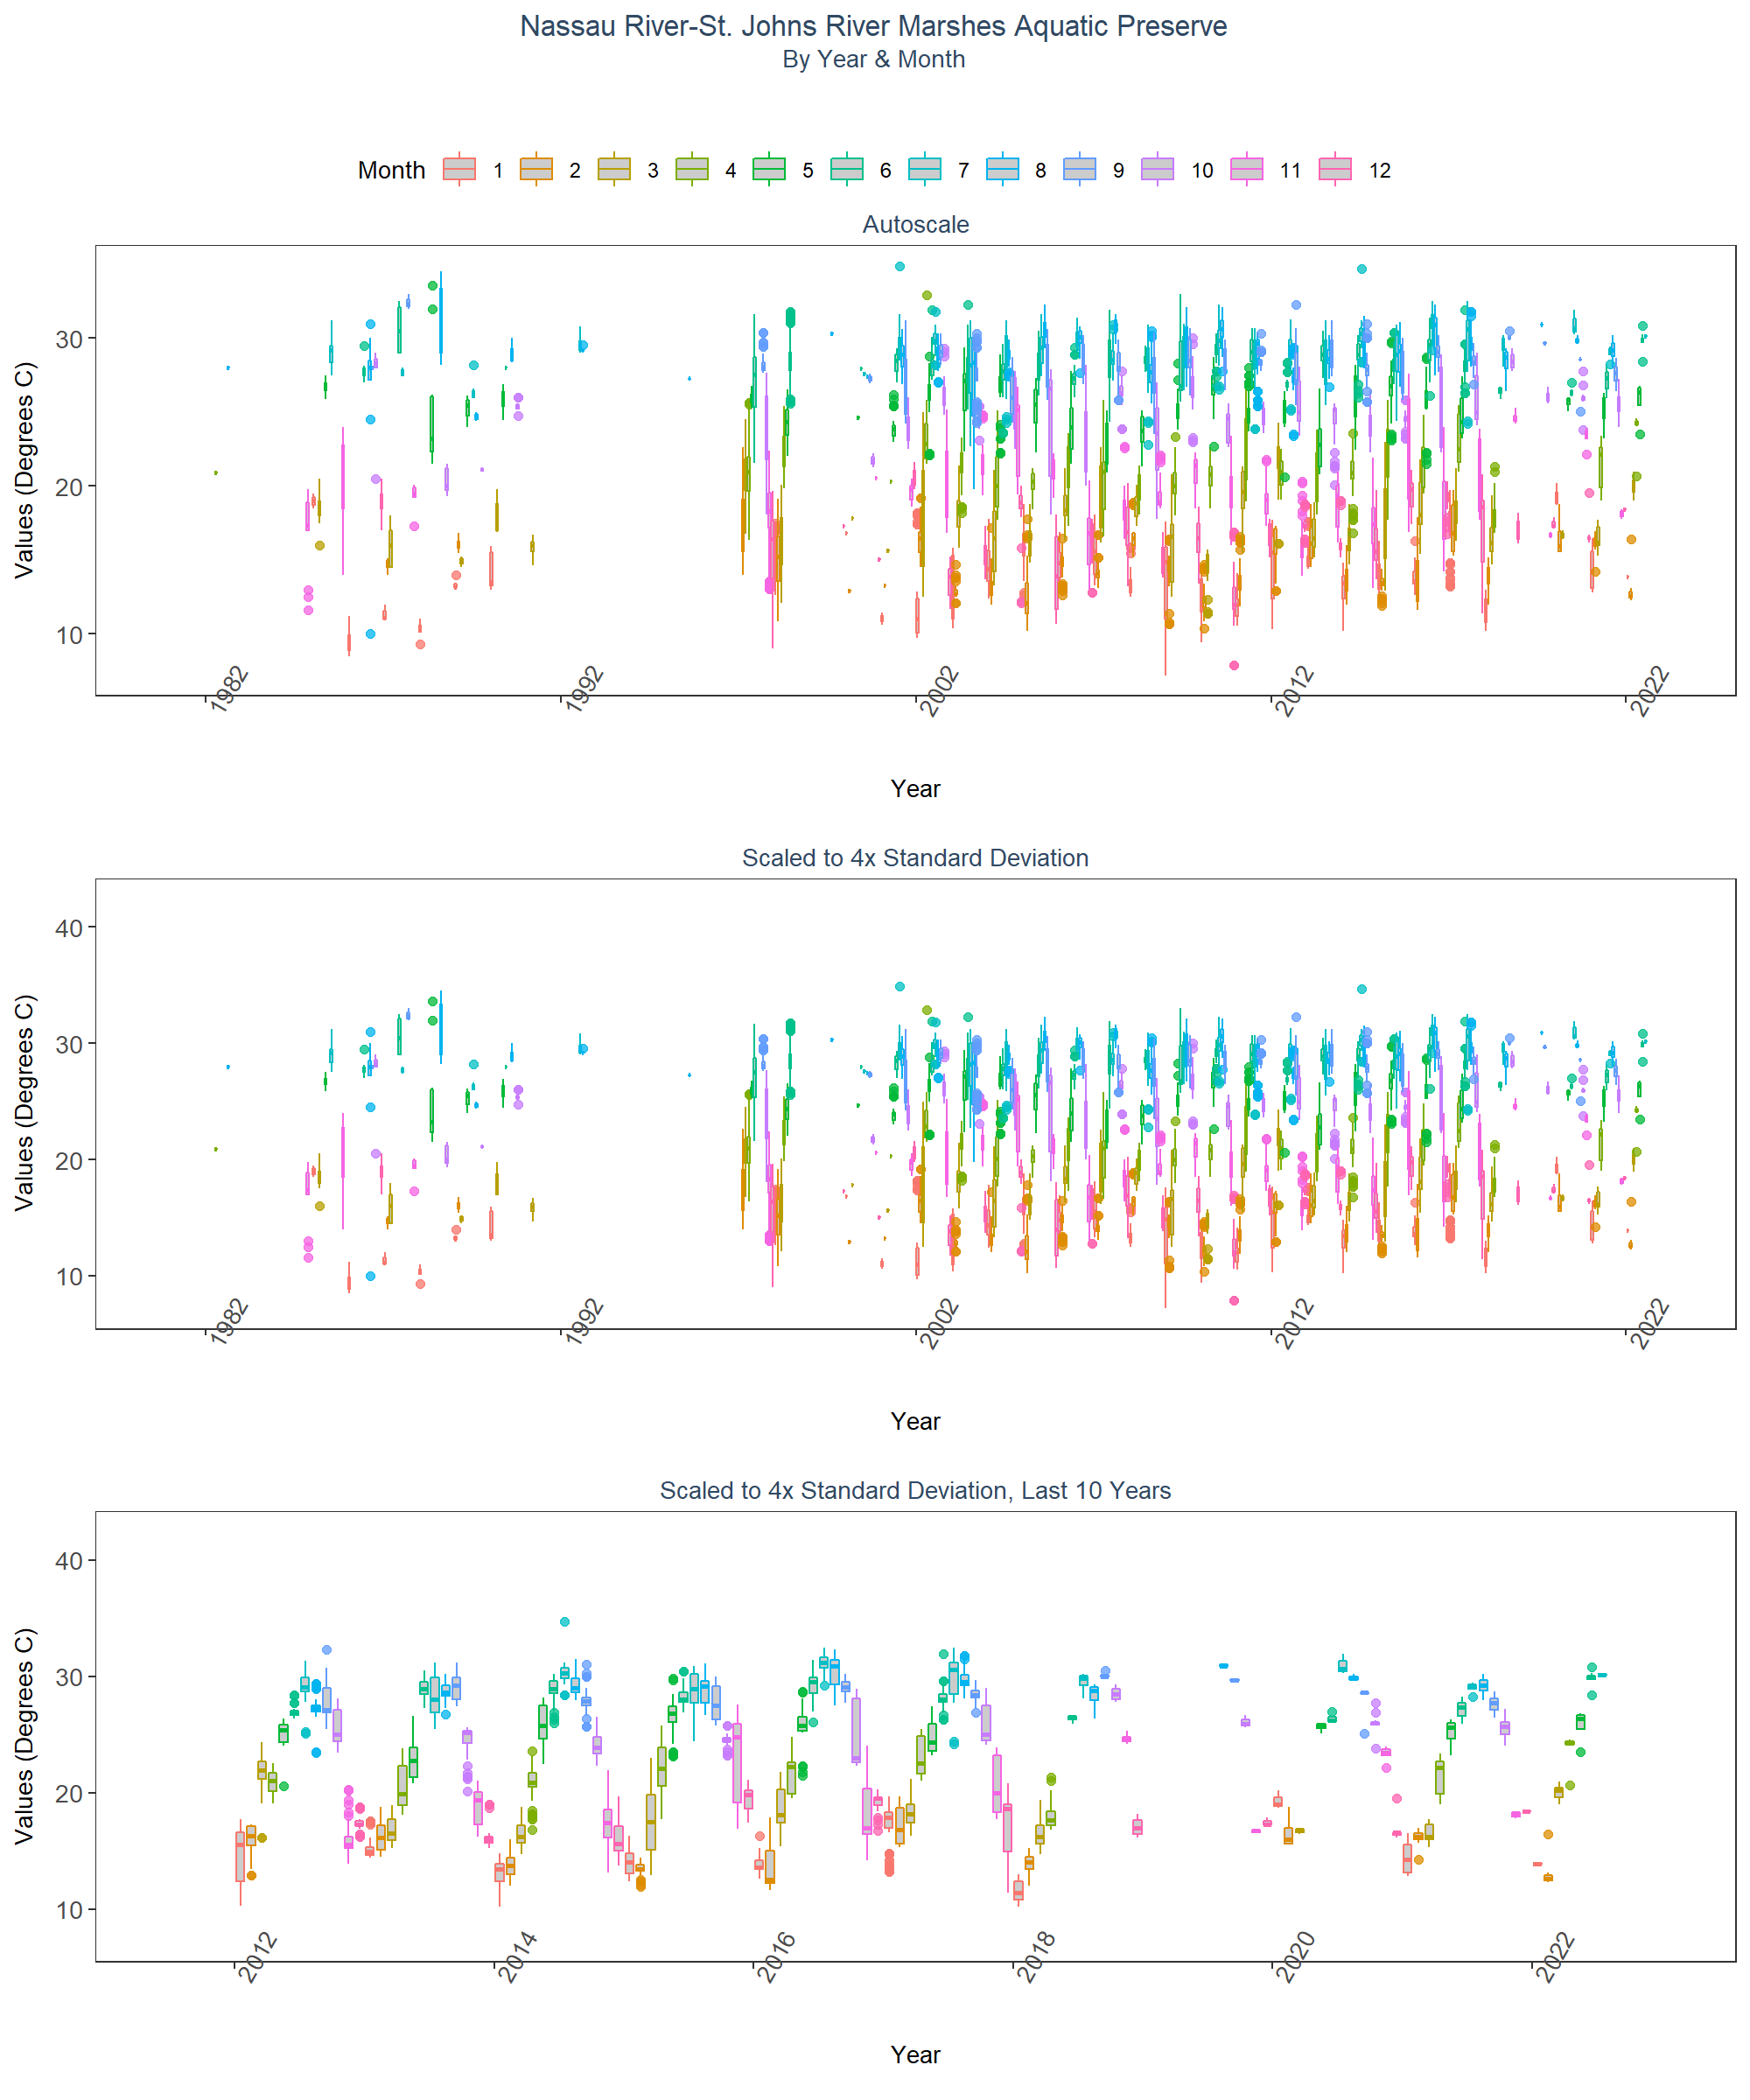 Nassau River-St. Johns River Marshes Aquatic Preserve
By Year & Month
Month 1 2 3 4 5 6 7 8 9 10 11 12
Autoscale
Values (Degrees C)
30
20
10
1982 1992 2002 2012 2022
Year
Scaled to 4x Standard Deviation
Values (Degrees C)
40
30
20
10
1982 1992 2002 2012 2022
Year
Scaled to 4x Standard Deviation, Last 10 Years
Values (Degrees C)
40
30
20
10
2012 2014 2016 2018 2020 2022
Year